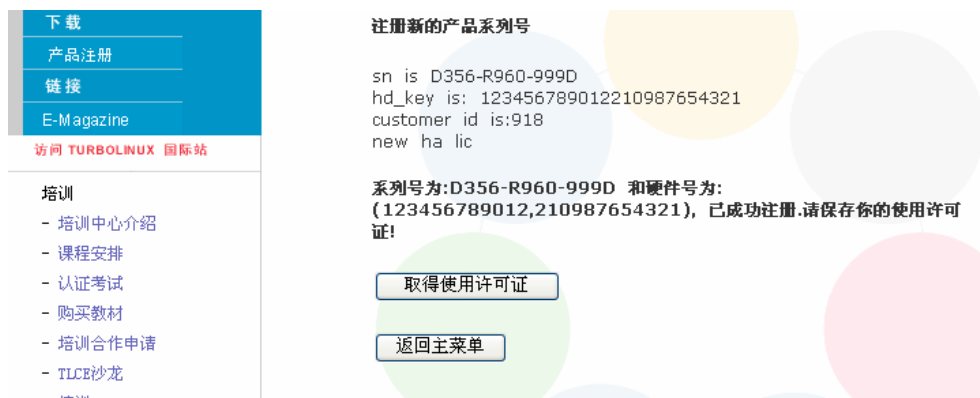 下载
产品注册
链接
E-Magazine
访问 TURBOLINUX 国际站
培训
- 培训中心介绍
- 课程安排
- 认证考试
- 购买教材
- 培训合作申请
- TLCE沙龙
注册新的产品系列号
sn is D356-R960-999D
hd_key is: 123456789012210987654321
customer id is:918
new ha lic
系列号为:D356-R960-999D 和硬件号为:
(123456789012,210987654321), 已成功注册.请保存你的使用许可
证!
取得使用许可证
返回主菜单